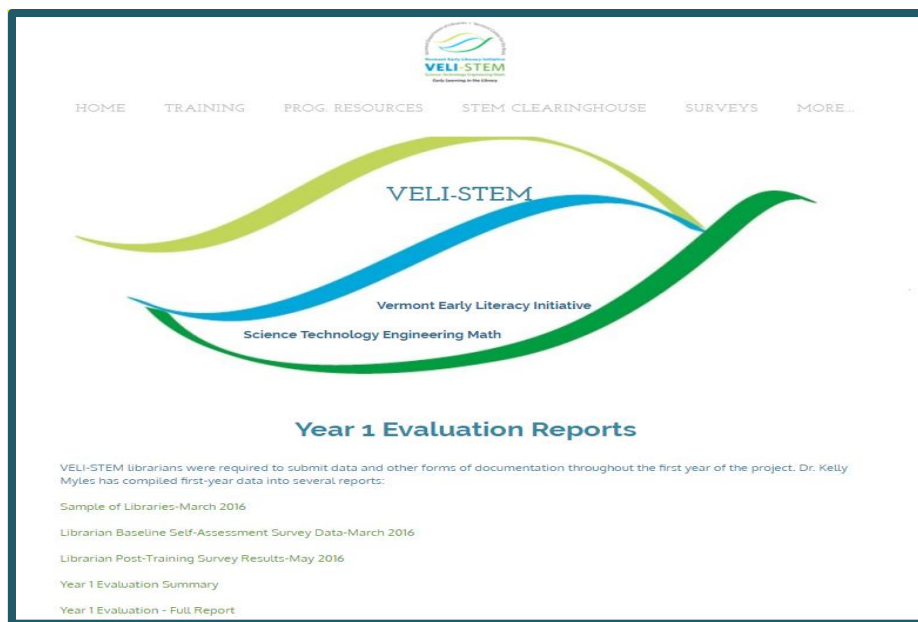 Vermont Early Literacy Initiative
VELI-STEM
Science Technology Engineering Math
Early Learning in the Library
HOME TRAINING PROG. RESOURCES STEM CLEARINGHOUSE SURVEYS MORE...
VELI-STEM
Vermont Early Literacy Initiative
Science Technology Engineering Math
Year 1 Evaluation Reports
VELI-STEM librarians were required to submit data and other forms of documentation throughout the first year of the project. Dr. Kelly
Myles has compiled first-year data into several reports:
Sample of Libraries-March 2016
Librarian Baseline Self-Assessment Survey Data-March 2016
Librarian Post-Training Survey Results-May 2016
Year 1 Evaluation Summary
Year 1 Evaluation - Full Report